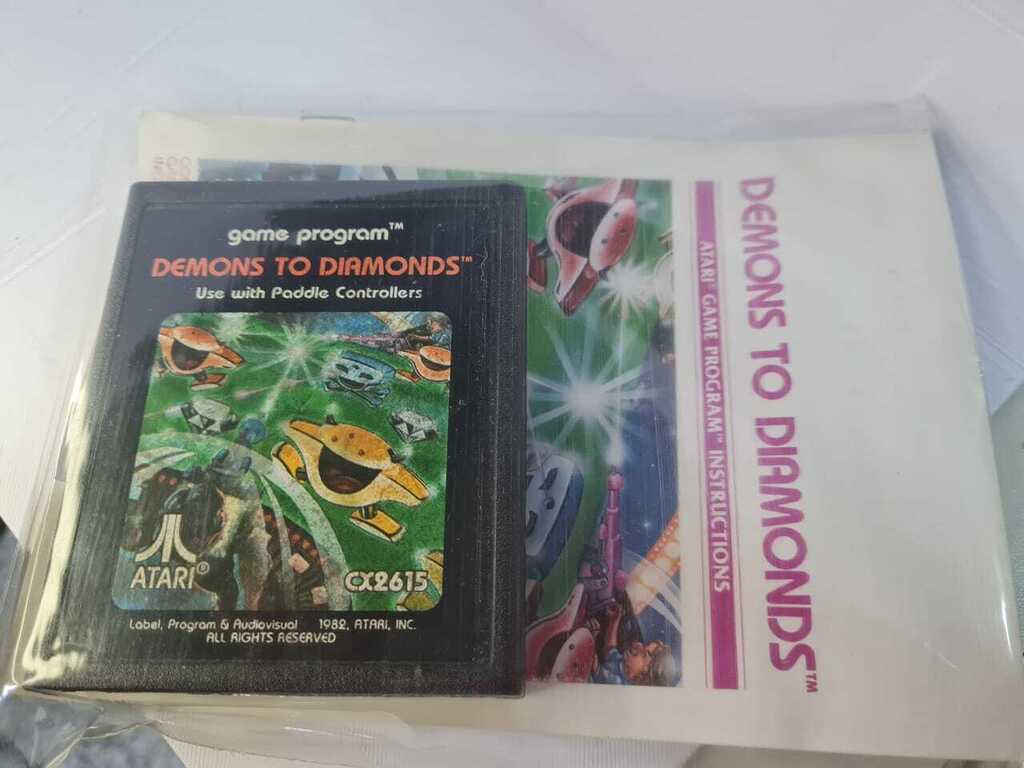 game program™
DEMONS TO DIAMONDS™
Use with Paddle Controllers
ATARI®
CX2615
Label, Program & Audiovisual 1982, ATARI, INC.
ALL RIGHTS RESERVED
DEMONS TO DIAMONDS™
ATARI® GAME PROGRAM™ INSTRUCTIONS